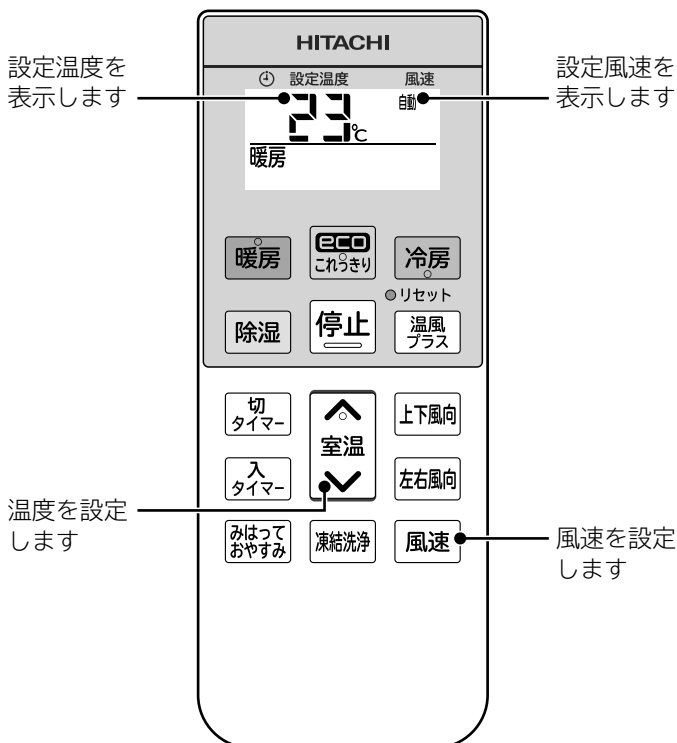 HITACHI
設定温度を
表示します
設定温度
風速
設定風速を
表示します
23℃
自動
暖房
暖房
eco
これっきり
冷房
リセット
除湿
停止
温風
プラス
切
タイマー
室温
上下風向
入
タイマー
左右風向
温度を設定
します
みはって
おやすみ
凍結洗浄
風速
風速を設定
します